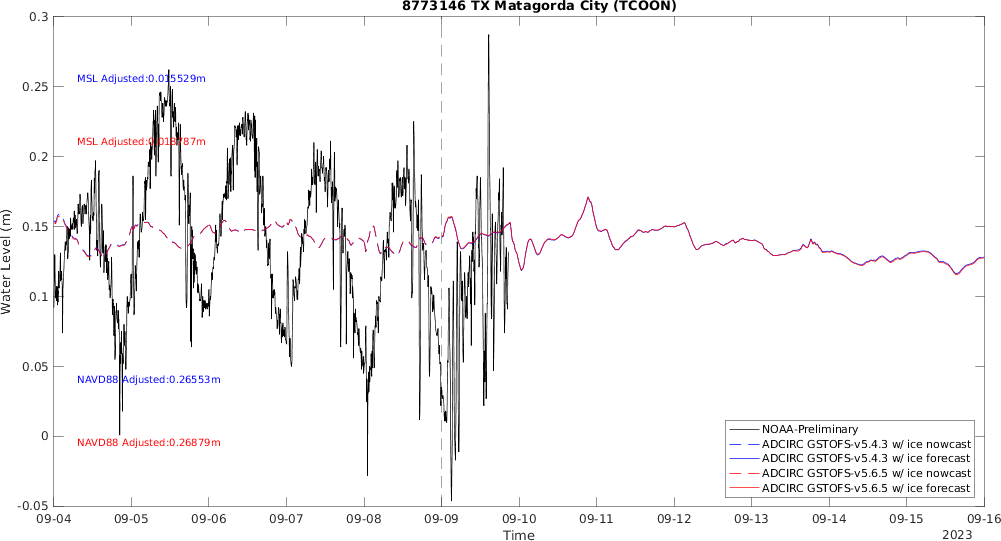 8773146 TX Matagorda City (TCOON)
0.3
0.25
0.2
0.15
0.1
0.05
0
-0.05
Water Level (m)
MSL Adjusted:0.015529m
MSL Adjusted:0.018787m
NAVD88 Adjusted:0.26553m
NAVD88 Adjusted:0.26879m
NOAA-Preliminary
ADCIRC GSTOFS-v5.4.3 w/ ice nowcast
ADCIRC GSTOFS-v5.4.3 w/ ice forecast
ADCIRC GSTOFS-v5.6.5 w/ ice nowcast
ADCIRC GSTOFS-v5.6.5 w/ ice forecast
09-04 09-05 09-06 09-07 09-08 09-09 09-10 09-11 09-12 09-13 09-14 09-15 09-16
Time
2023